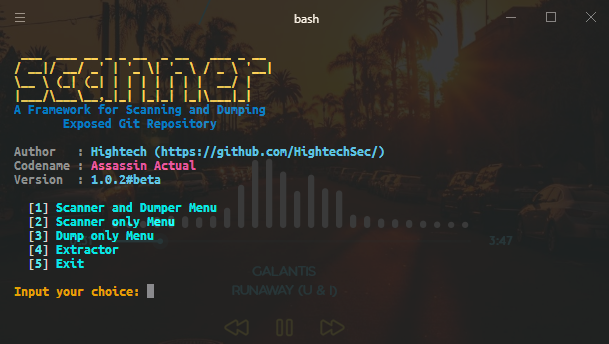 bash
scanner
A Framework for Scanning and Dumping
Exposed Git Repository
Author : Hightech (https://github.com/HightechSec/)
Codename : Assassin Actual
Version : 1.0.2#beta
[1] Scanner and Dumper Menu
[2] Scanner only Menu
[3] Dump only Menu
[4] Extractor
[5] Exit
3:47
GALANTIS
RUNAWAY (U & I)
Input your choice: